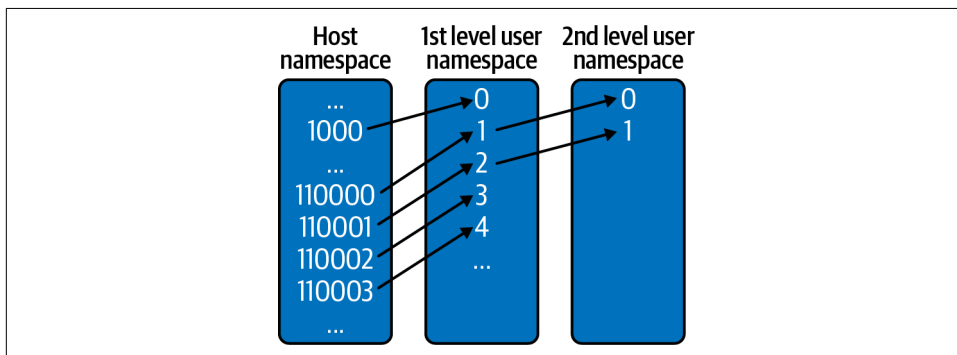 Host
namespace
1st level user
namespace
2nd level user
namespace
...
1000
...
110000
110001
110002
110003
...
0
1
2
3
4
...
0
1